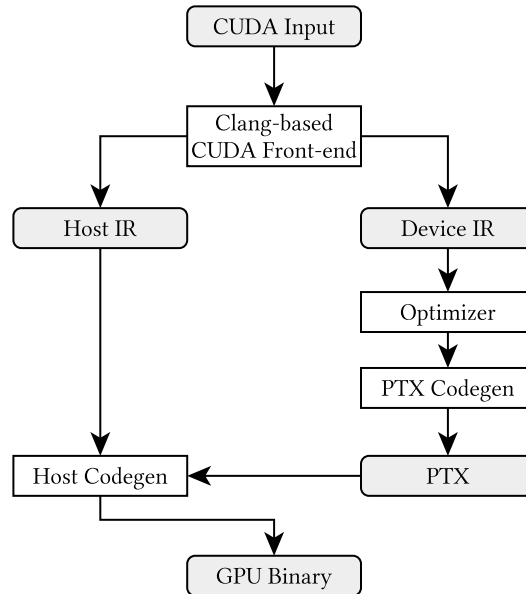 CUDA Input
Clang-based
CUDA Front-end
Host IR
Device IR
Optimizer
PTX Codegen
Host Codegen
PTX
GPU Binary